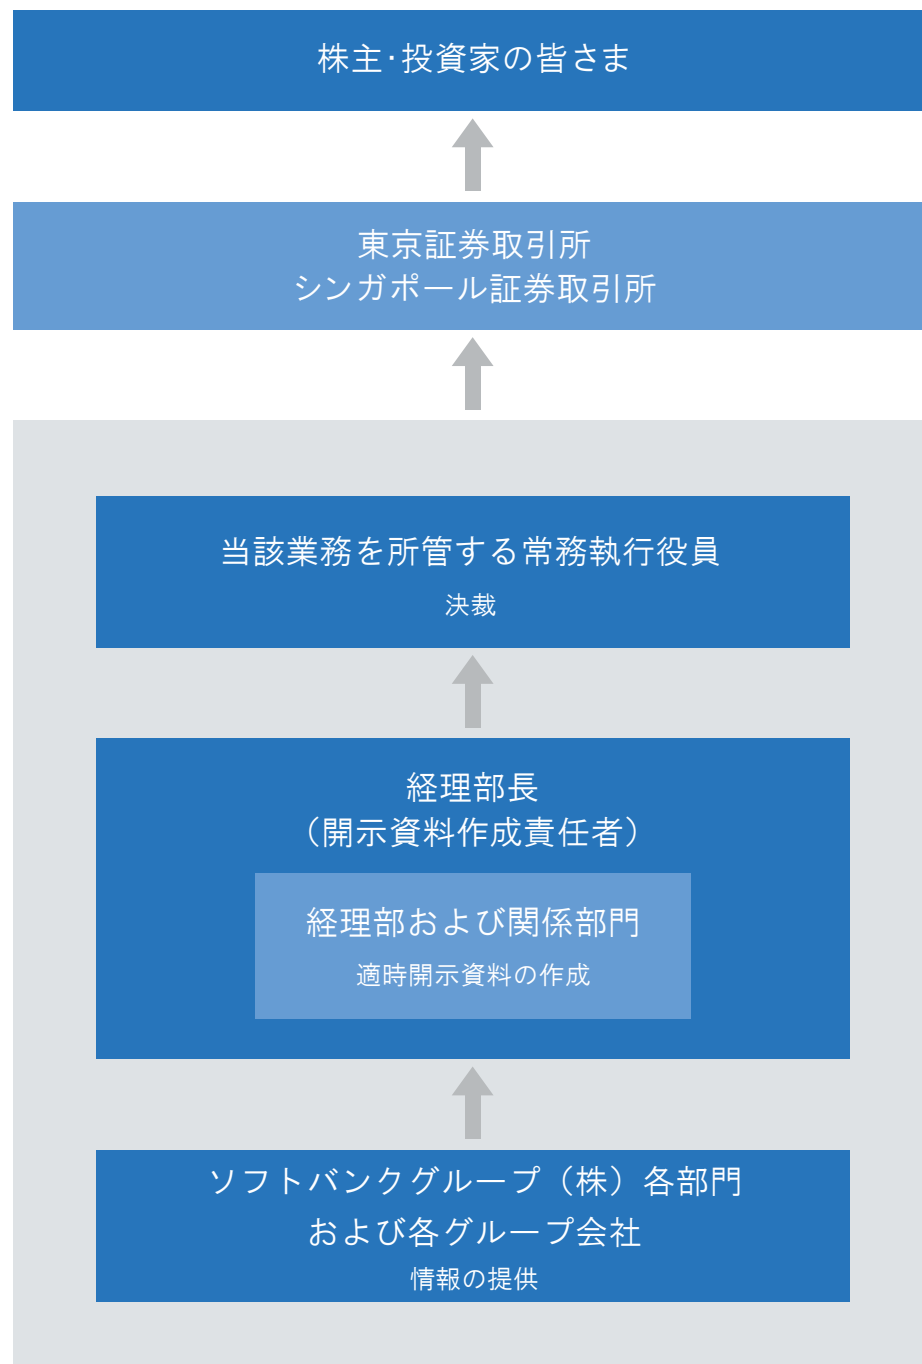 株主・投資家の皆さま
東京証券取引所
シンガポール証券取引所
当該業務を所管する常務執行役員
決裁
経理部長
（開示資料作成責任者）
経理部および関係部門
適時開示資料の作成
ソフトバンクグループ（株）各部門
および各グループ会社
情報の提供